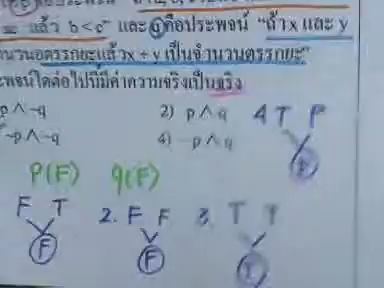 แล้ว b < c" และ q คือประพจน์ "ถ้า x และ y
นวนอตรรกยะแล้ว x + y เป็นจำนวนตรรกยะ"
ะพจน์ใดต่อไปนี้มีค่าความจริงเป็นจริง
p ∧ ~q 2) p ∧ q 4 T F
~p ∧ ~q 4) ~p ∧ q
p(F) q(F)
F T 2. F F 3. T T
F F